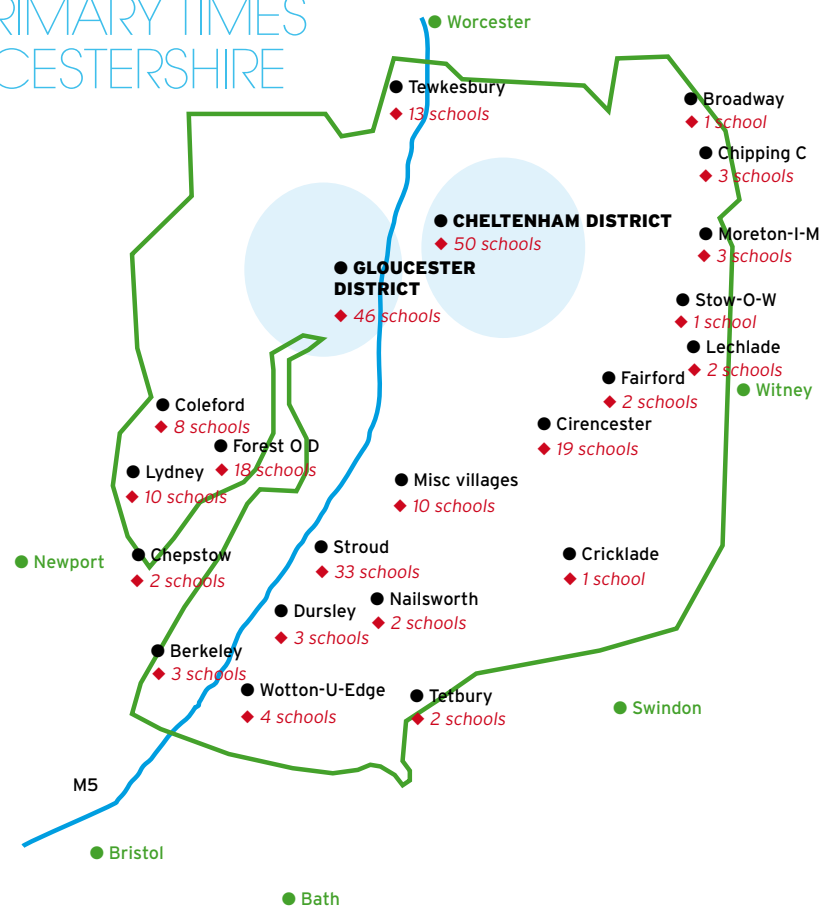 RIMARY TIMES
CESTERSHIRE
Worcester
Tewkesbury
13 schools
Broadway
1 school
Chipping C
3 schools
CHELTENHAM DISTRICT
50 schools
Moreton-I-M
3 schools
GLOUCESTER
DISTRICT
46 schools
Stow-O-W
1 school
Lechlade
2 schools
Fairford
2 schools
Witney
Coleford
8 schools
Cirencester
19 schools
Forest O D
18 schools
Lydney
10 schools
Misc villages
10 schools
Newport
Chepstow
2 schools
Stroud
33 schools
Cricklade
1 school
Dursley
3 schools
Nailsworth
2 schools
Berkeley
3 schools
Wotton-U-Edge
4 schools
Tetbury
2 schools
Swindon
M5
Bristol
Bath